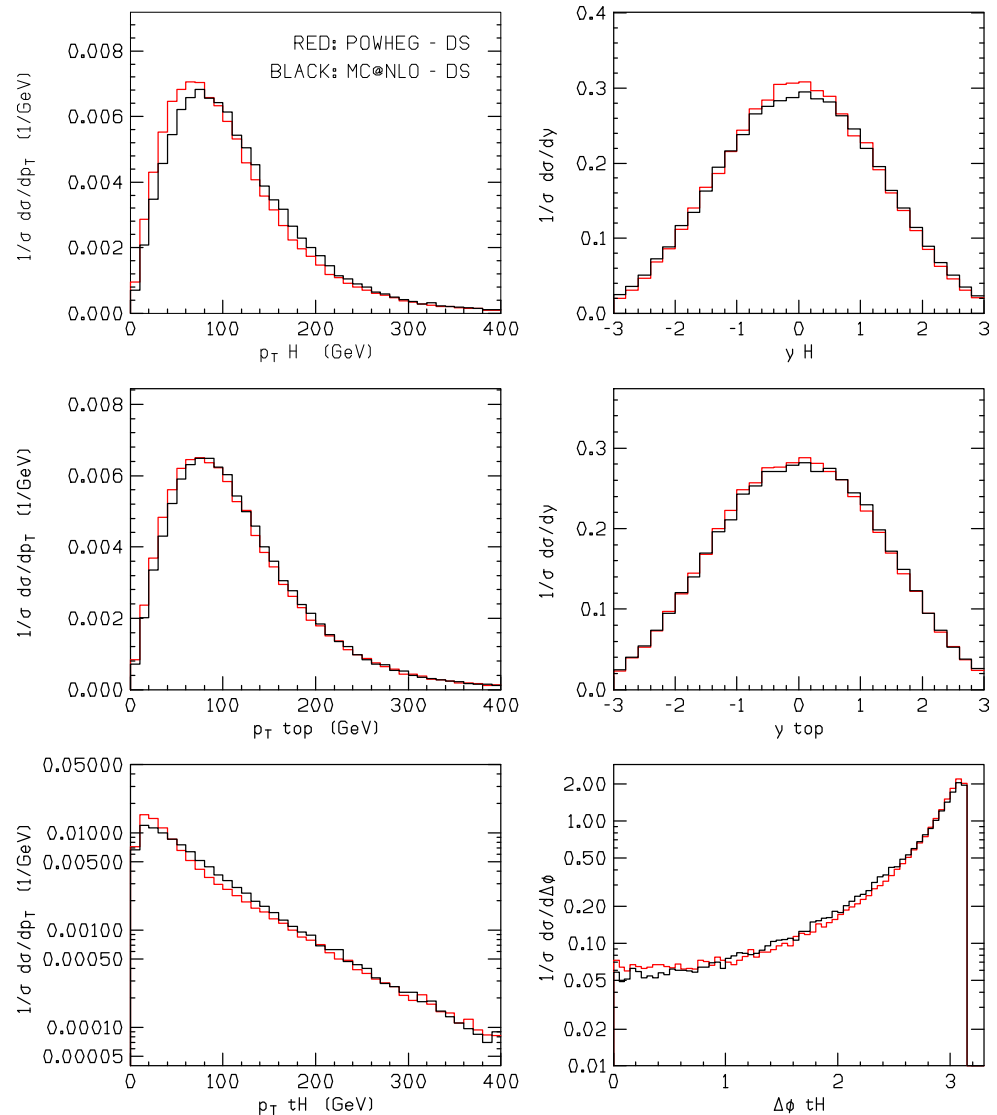 RED: POWHEG - DS
BLACK: MC@NLO - DS
1/σ dσ/dp_T (1/GeV)
0.008
0.006
0.004
0.002
0.000
0 100 200 300 400
p_T H (GeV)
1/σ dσ/dy
0.4
0.3
0.2
0.1
0.0
-3 -2 -1 0 1 2 3
y H
1/σ dσ/dp_T (1/GeV)
0.008
0.006
0.004
0.002
0.000
0 100 200 300 400
p_T top (GeV)
1/σ dσ/dy
0.3
0.2
0.1
0.0
-3 -2 -1 0 1 2 3
y top
1/σ dσ/dp_T (1/GeV)
0.05000
0.01000
0.00500
0.00100
0.00050
0.00010
0.00005
0 100 200 300 400
p_T tH (GeV)
1/σ dσ/dΔϕ
2.00
1.00
0.50
0.20
0.10
0.05
0.02
0.01
0 1 2 3
Δϕ tH